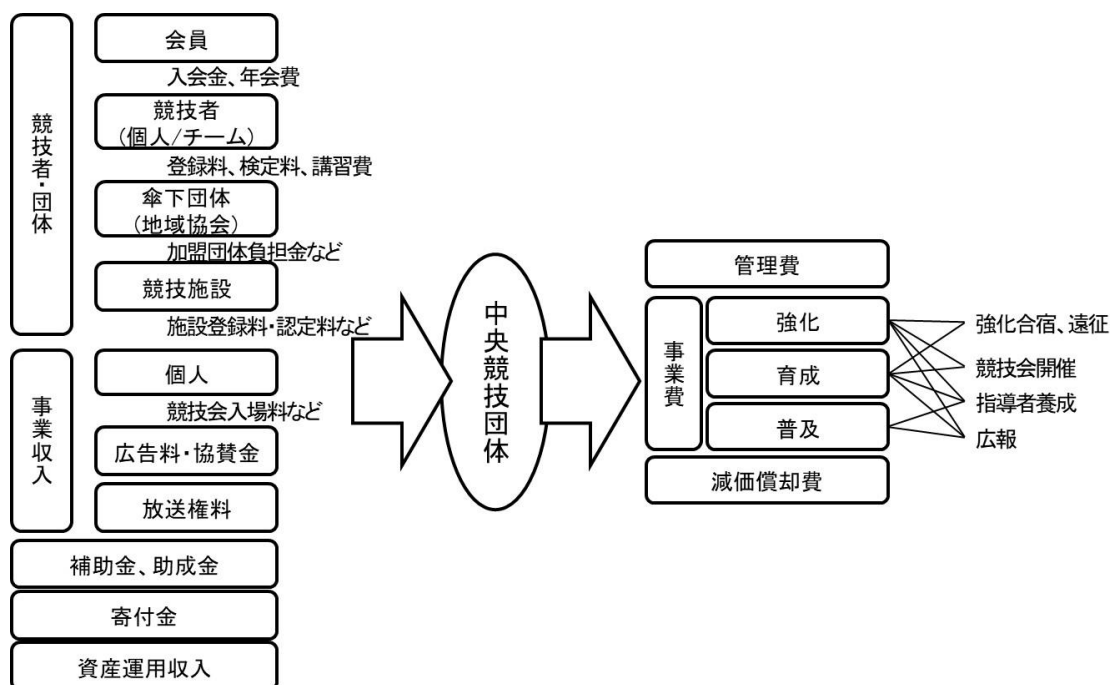 競技者・団体
会員
入会金、年会費
競技者
(個人/チーム)
登録料、検定料、講習費
傘下団体
(地域協会)
加盟団体負担金など
競技施設
施設登録料・認定料など
事業収入
個人
競技会入場料など
広告料・協賛金
放送権料
補助金、助成金
寄付金
資産運用収入
中央競技団体
管理費
事業費
強化
育成
普及
減価償却費
強化合宿、遠征
競技会開催
指導者養成
広報